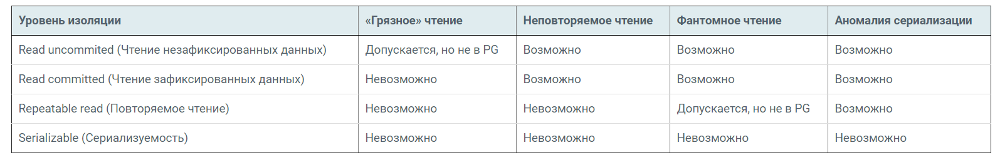 Уровень изоляции «Грязное» чтение Неповторяемое чтение Фантомное чтение Аномалия сериализации
Read uncommited (Чтение незафиксированных данных) Допускается, но не в PG Возможно Возможно Возможно
Read committed (Чтение зафиксированных данных) Невозможно Возможно Возможно Возможно
Repeatable read (Повторяемое чтение) Невозможно Невозможно Допускается, но не в PG Возможно
Serializable (Сериализуемость) Невозможно Невозможно Невозможно Невозможно